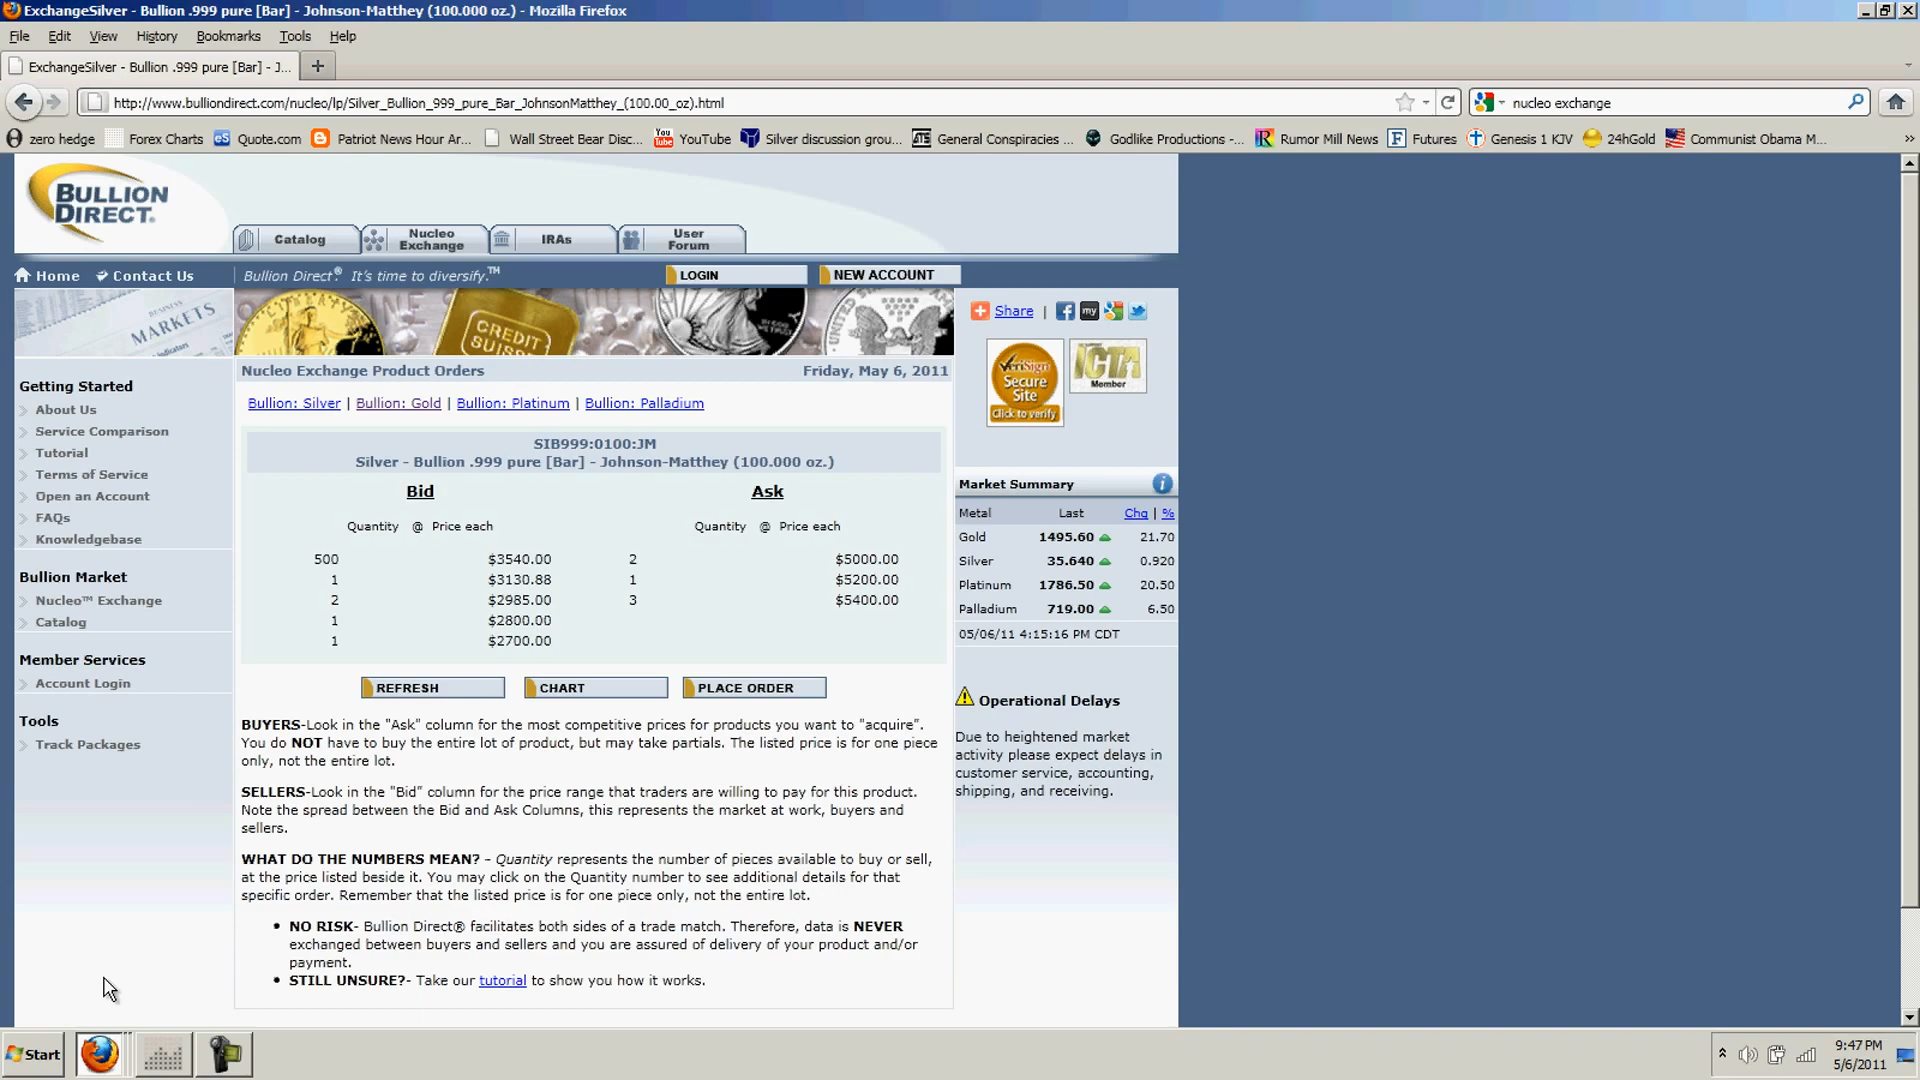 ExchangeSilver - Bullion .999 pure [Bar] - Johnson-Matthey (100.000 oz.) - Mozilla Firefox
File Edit View History Bookmarks Tools Help
ExchangeSilver - Bullion .999 pure [Bar] - J...
http://www.bulliondirect.com/nucleo/lp/Silver_Bullion_999_pure_Bar_JohnsonMatthey_(100.00_oz).html
nucleo exchange
zero hedge Forex Charts Quote.com Patriot News Hour Ar... Wall Street Bear Disc... YouTube Silver discussion grou... General Conspiracies ... Godlike Productions -... Rumor Mill News Futures Genesis 1 KJV 24hGold Communist Obama M...
BULLION
DIRECT.
Catalog
Nucleo
Exchange
IRAs
User
Forum
Home Contact Us
Bullion Direct® It's time to diversify.™
LOGIN NEW ACCOUNT
MARKETS
CREDIT
SUISSE
Share |
VeriSign
Secure
Site
Click to verify
ICTA
Member
Getting Started
About Us
Service Comparison
Tutorial
Terms of Service
Open an Account
FAQs
Knowledgebase
Bullion Market
Nucleo™ Exchange
Catalog
Member Services
Account Login
Tools
Track Packages
Nucleo Exchange Product Orders Friday, May 6, 2011
Bullion: Silver | Bullion: Gold | Bullion: Platinum | Bullion: Palladium
SIB999:0100:JM
Silver - Bullion .999 pure [Bar] - Johnson-Matthey (100.000 oz.)
Bid Ask
Quantity @ Price each Quantity @ Price each
500 $3540.00 2 $5000.00
1 $3130.88 1 $5200.00
2 $2985.00 3 $5400.00
1 $2800.00
1 $2700.00
REFRESH CHART PLACE ORDER
BUYERS-Look in the "Ask" column for the most competitive prices for products you want to "acquire".
You do NOT have to buy the entire lot of product, but may take partials. The listed price is for one piece
only, not the entire lot.
SELLERS-Look in the "Bid" column for the price range that traders are willing to pay for this product.
Note the spread between the Bid and Ask Columns, this represents the market at work, buyers and
sellers.
WHAT DO THE NUMBERS MEAN? - Quantity represents the number of pieces available to buy or sell,
at the price listed beside it. You may click on the Quantity number to see additional details for that
specific order. Remember that the listed price is for one piece only, not the entire lot.
• NO RISK- Bullion Direct® facilitates both sides of a trade match. Therefore, data is NEVER
exchanged between buyers and sellers and you are assured of delivery of your product and/or
payment.
• STILL UNSURE?- Take our tutorial to show you how it works.
Market Summary
Metal Last Chg | %
Gold 1495.60 21.70
Silver 35.640 0.920
Platinum 1786.50 20.50
Palladium 719.00 6.50
05/06/11 4:15:16 PM CDT
Operational Delays
Due to heightened market
activity please expect delays in
customer service, accounting,
shipping, and receiving.
Start
9:47 PM
5/6/2011